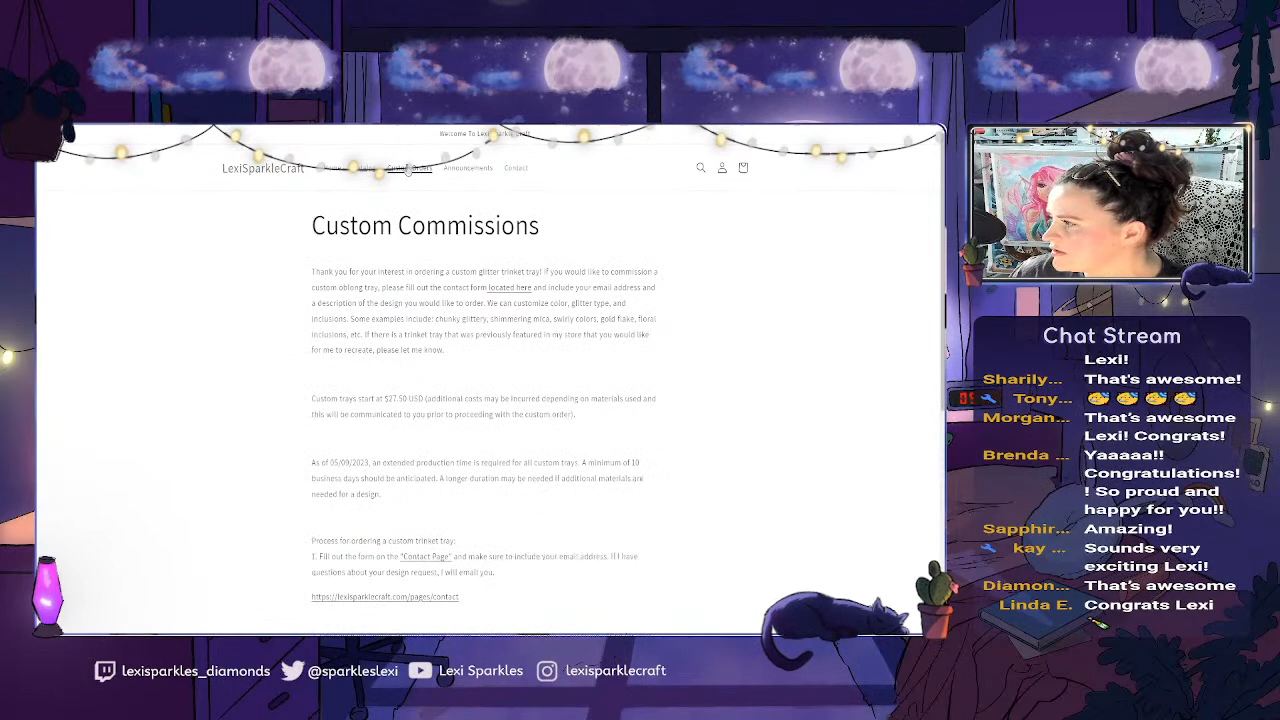 Welcome To Lexi Sparkle Craft
LexiSparkleCraft
Custom Orders
Announcements
Contact
Custom Commissions
Thank you for your interest in ordering a custom glitter trinket tray! If you would like to commission a
custom oblong tray, please fill out the contact form located here and include your email address and
a description of the design you would like to order. We can customize color, glitter type, and
inclusions. Some examples include: chunky glittery, shimmering mica, swirly colors, gold flake, floral
inclusions, etc. If there is a trinket tray that was previously featured in my store that you would like
for me to recreate, please let me know.
Custom trays start at $27.50 USD (additional costs may be incurred depending on materials used and
this will be communicated to you prior to proceeding with the custom order).
As of 05/09/2023, an extended production time is required for all custom trays. A minimum of 10
business days should be anticipated. A longer duration may be needed if additional materials are
needed for a design.
Process for ordering a custom trinket tray:
1. Fill out the form on the "Contact Page" and make sure to include your email address. If I have
questions about your design request, I will email you.
https://lexisparklecraft.com/pages/contact
Chat Stream
Lexi!
Sharily... That's awesome!
Tony...
Morgan... That's awesome
Lexi! Congrats!
Brenda ... Yaaaaa!!
Congratulations!
! So proud and
happy for you!!
Sapphir... Amazing!
kay ... Sounds very
exciting Lexi!
Diamon... That's awesome
Linda E. Congrats Lexi
lexisparkles_diamonds
@sparkleslexi
Lexi Sparkles
lexisparklecraft